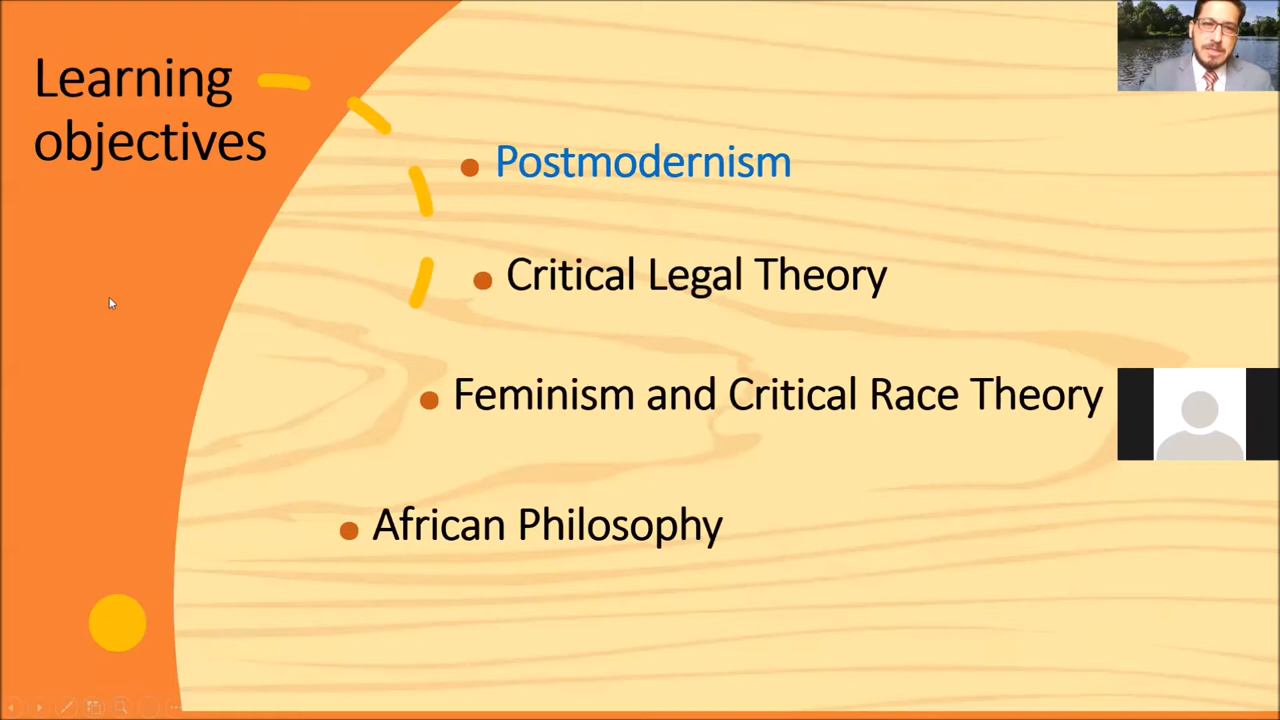 Learning
objectives
Postmodernism
Critical Legal Theory
Feminism and Critical Race Theory
African Philosophy